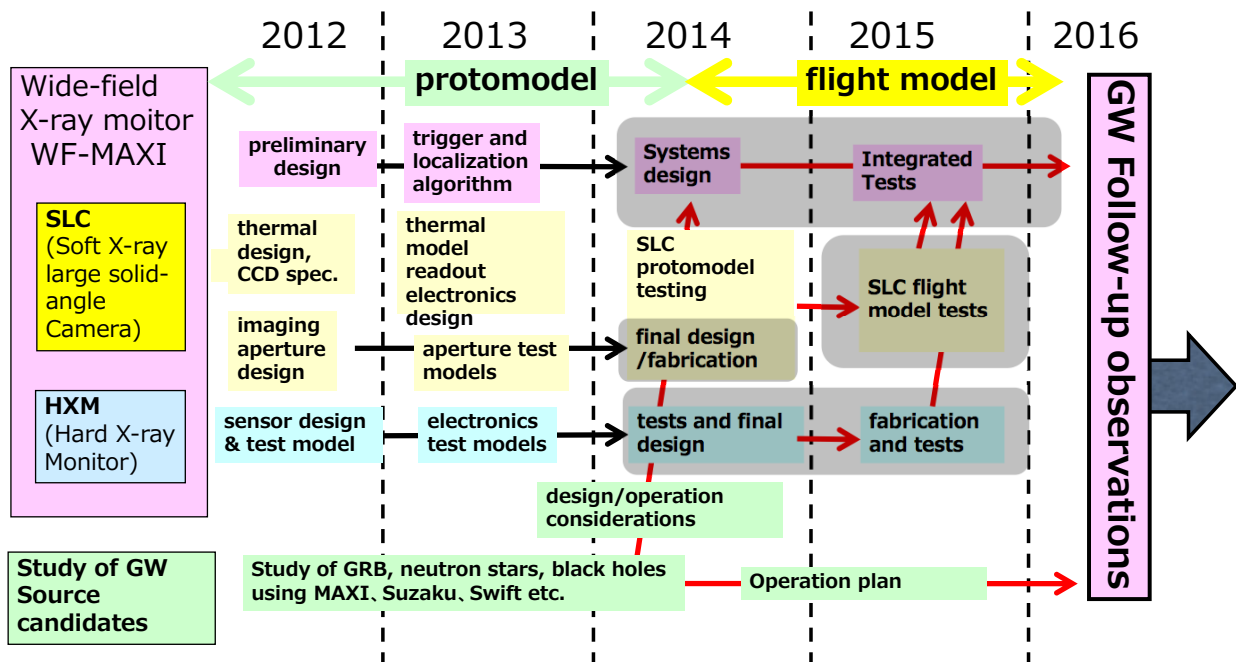 2012
2013
2014
2015
2016
protomodel
flight model
Wide-field
X-ray moitor
WF-MAXI
preliminary
design
trigger and
localization
algorithm
Systems
design
Integrated
Tests
SLC
(Soft X-ray
large solid-
angle
Camera)
thermal
design,
CCD spec.
thermal
model
readout
electronics
design
SLC
protomodel
testing
SLC flight
model tests
imaging
aperture
design
aperture test
models
final design
/fabrication
HXM
(Hard X-ray
Monitor)
sensor design
& test model
electronics
test models
tests and final
design
fabrication
and tests
design/operation
considerations
Study of GW
Source
candidates
Study of GRB, neutron stars, black holes
using MAXI、Suzaku、Swift etc.
Operation plan
GW Follow-up observations